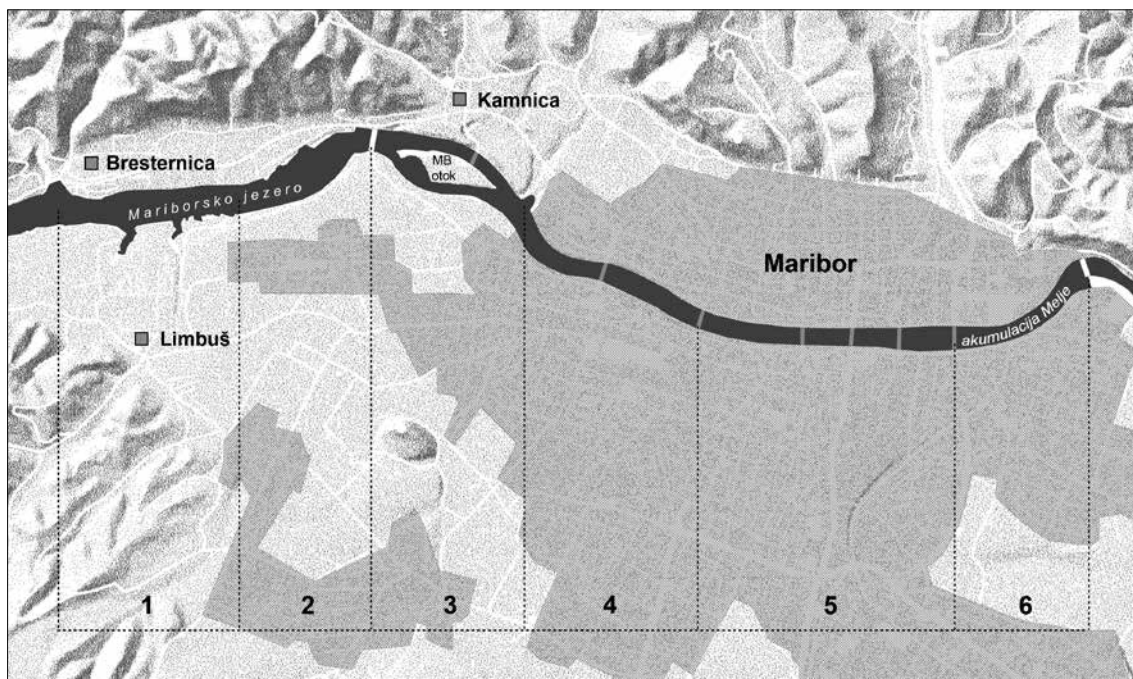 Kamnica
Bresternica
MB
otok
Mariborsko jezero
Maribor
akumulacija Melje
Limbuš
1 2 3 4 5 6